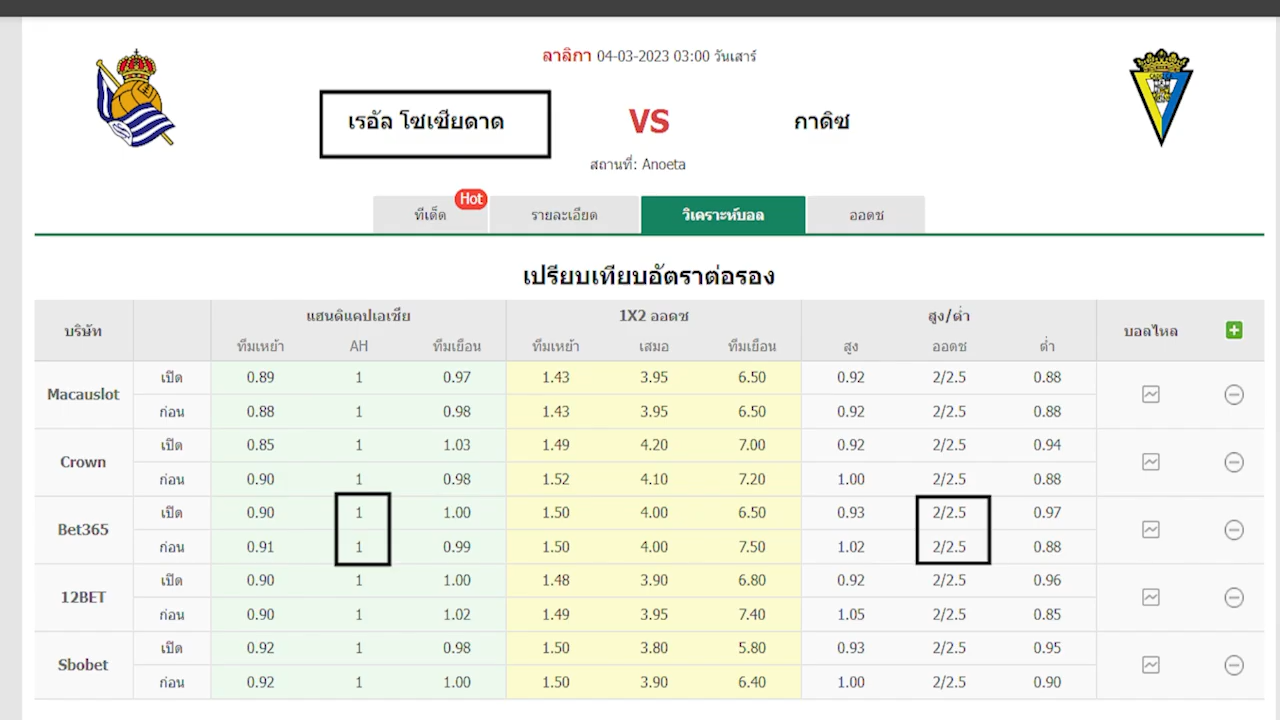 ลาลิกา 04-03-2023 03:00 วันเสาร์
เรอัล โซเซียดาด VS กาดิซ
สถานที่: Anoeta
ทีเด็ด Hot รายละเอียด วิเคราะห์บอล ออดซ
เปรียบเทียบอัตราต่อรอง
บริษัท แฮนดิแคปเอเชีย 1X2 ออดซ สูง/ต่ำ บอลไหล
ทีมเหย้า AH ทีมเยือน ทีมเหย้า เสมอ ทีมเยือน สูง ออดซ ต่ำ
Macauslot เปิด 0.89 1 0.97 1.43 3.95 6.50 0.92 2/2.5 0.88
ก่อน 0.88 1 0.98 1.43 3.95 6.50 0.92 2/2.5 0.88
Crown เปิด 0.85 1 1.03 1.49 4.20 7.00 0.92 2/2.5 0.94
ก่อน 0.90 1 0.98 1.52 4.10 7.20 1.00 2/2.5 0.88
Bet365 เปิด 0.90 1 1.00 1.50 4.00 6.50 0.93 2/2.5 0.97
ก่อน 0.91 1 0.99 1.50 4.00 7.50 1.02 2/2.5 0.88
12BET เปิด 0.90 1 1.00 1.48 3.90 6.80 0.92 2/2.5 0.96
ก่อน 0.90 1 1.02 1.49 3.95 7.40 1.05 2/2.5 0.85
Sbobet เปิด 0.92 1 0.98 1.50 3.80 5.80 0.93 2/2.5 0.95
ก่อน 0.92 1 1.00 1.50 3.90 6.40 1.00 2/2.5 0.90